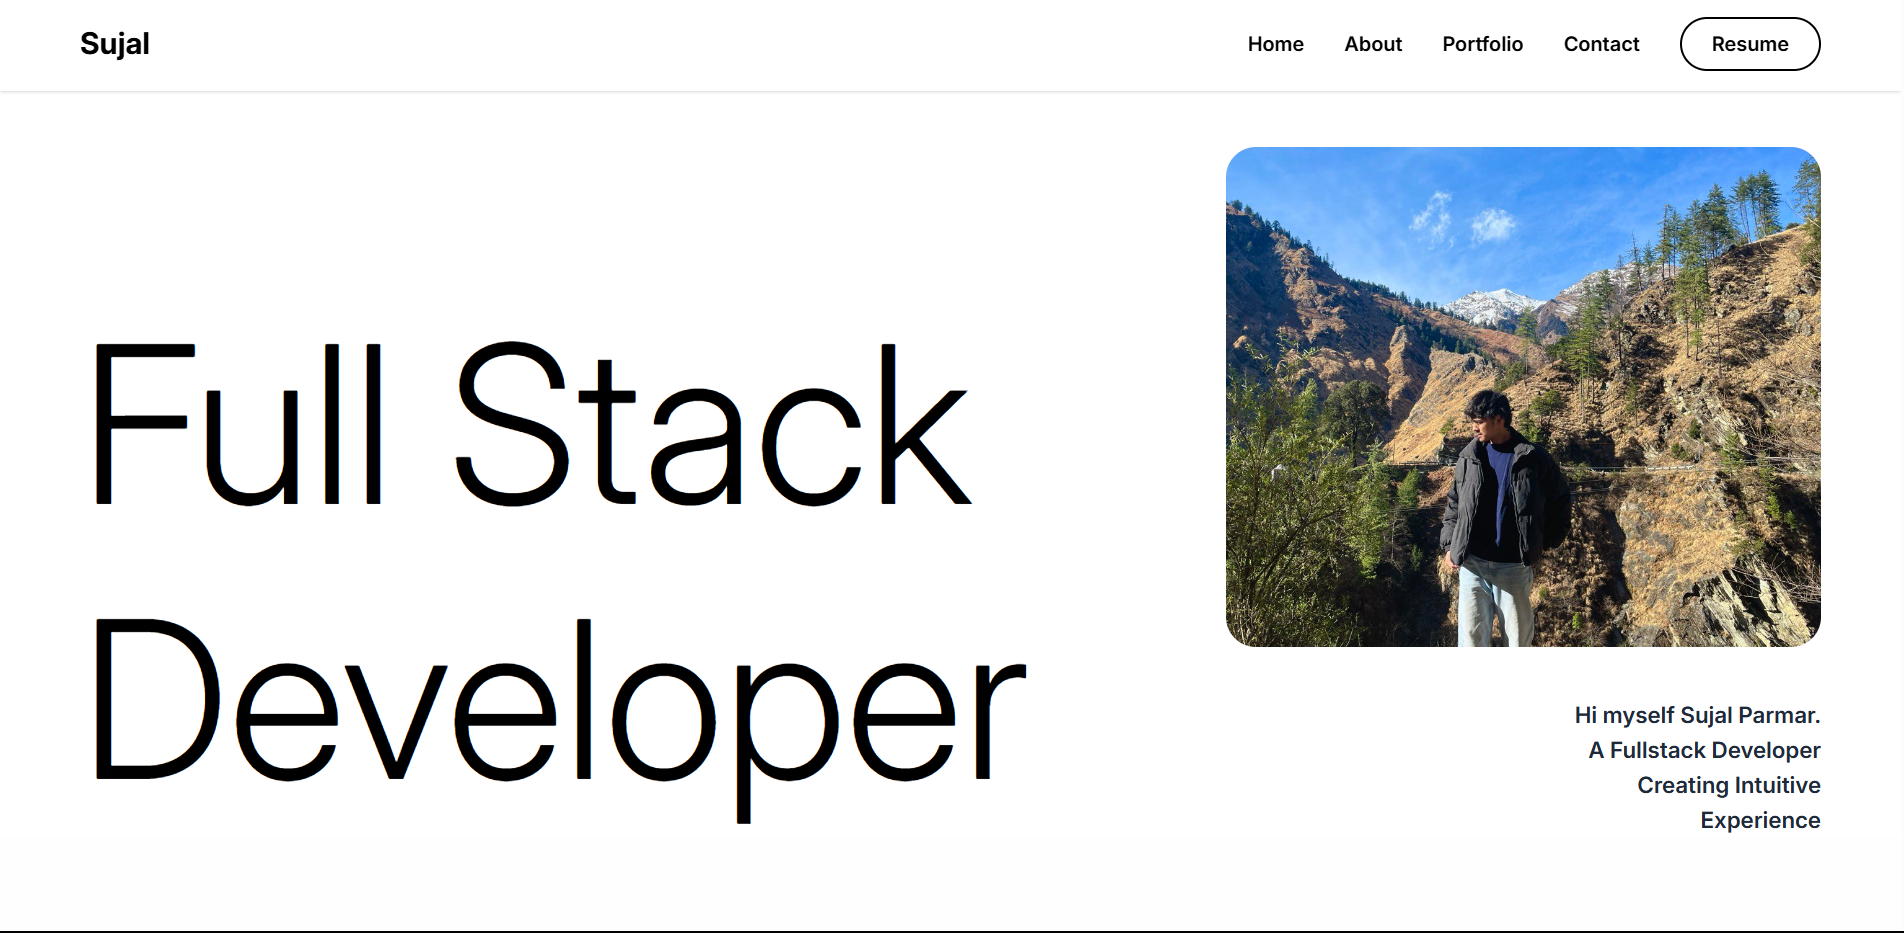 Sujal
Home About Portfolio Contact Resume
Full Stack
Developer
Hi myself Sujal Parmar.
A Fullstack Developer
Creating Intuitive
Experience